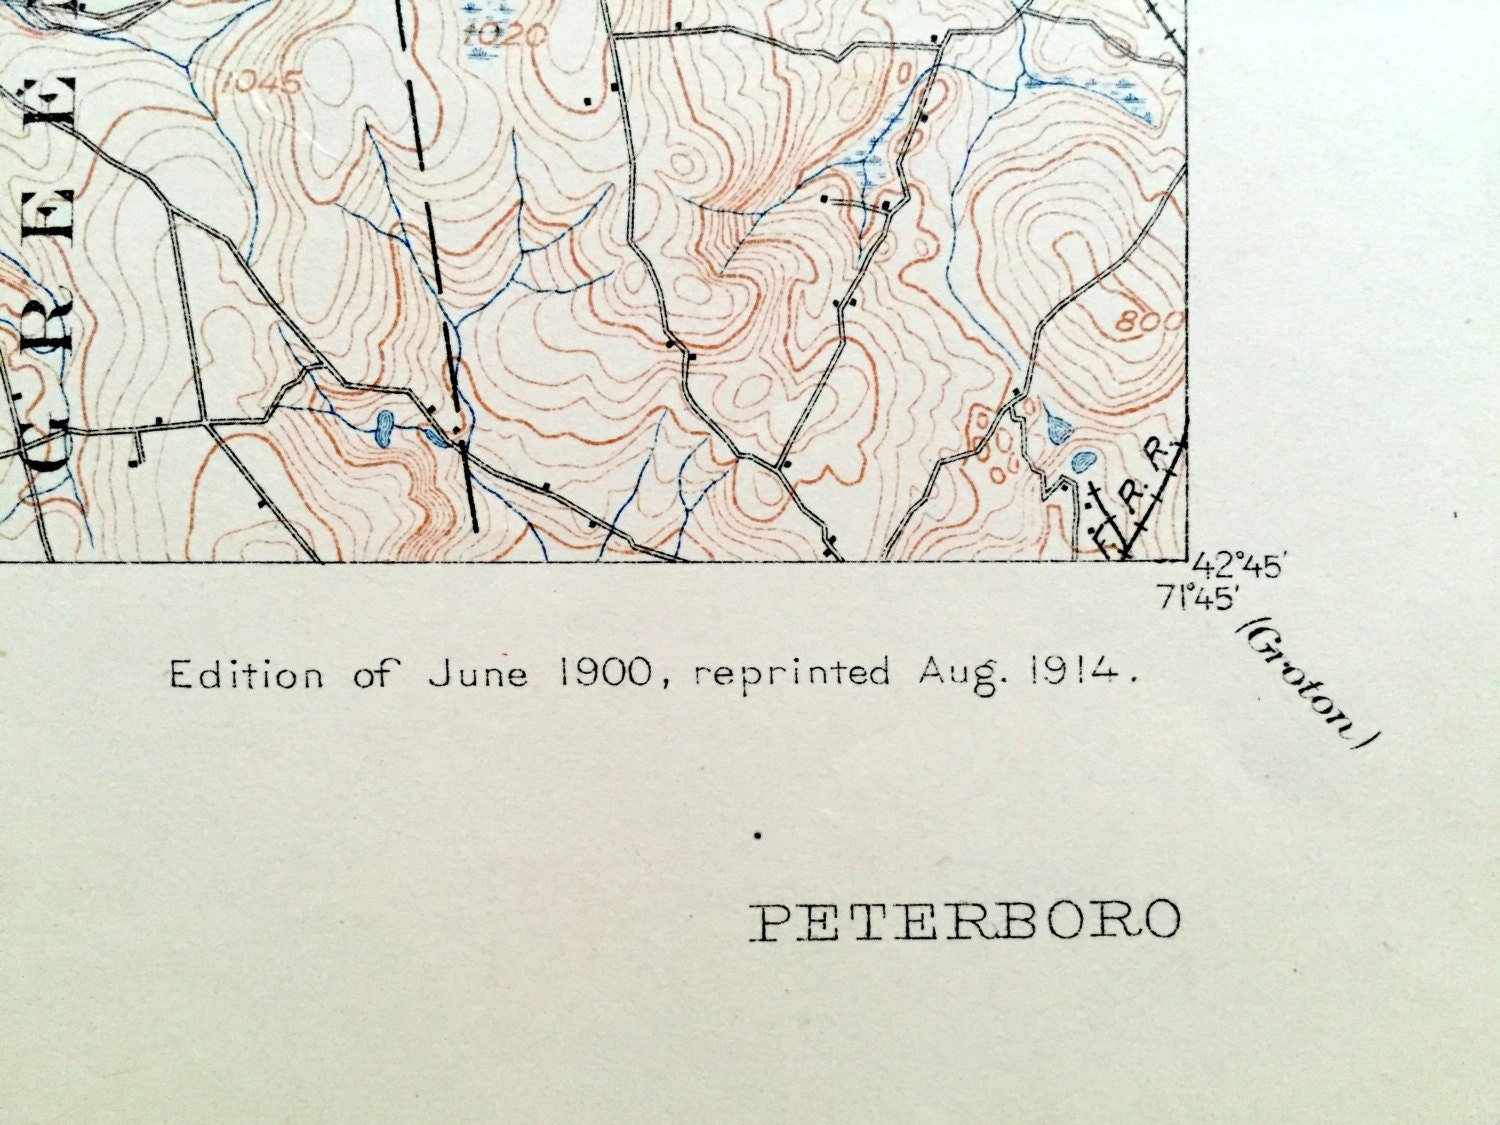 1020
1045
G R E E
800
F. R. R.
42°45'
71°45'
(Groton)
Edition of June 1900, reprinted Aug. 1914.
PETERBORO